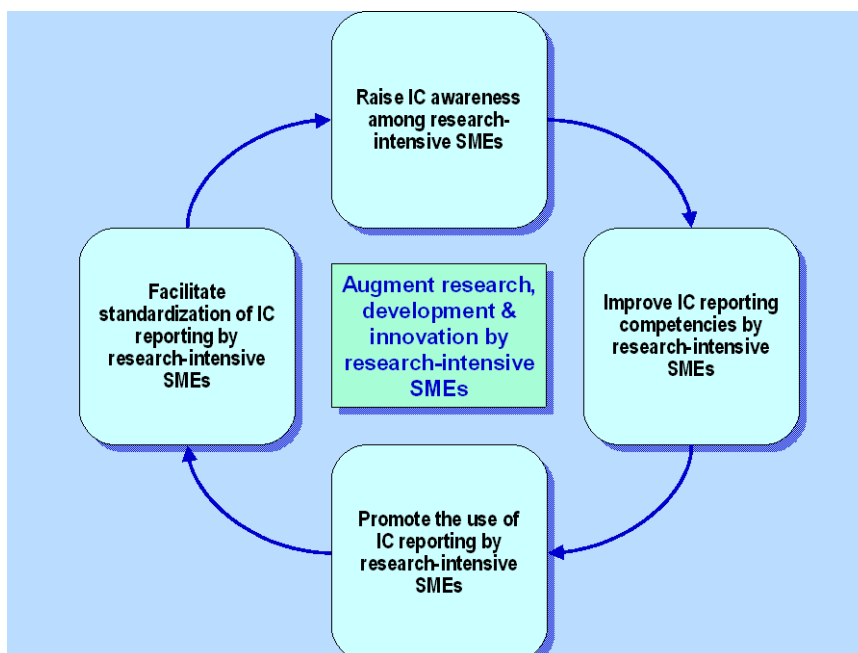 Raise IC awareness
among research-
intensive SMEs
Facilitate
standardization of IC
reporting by
research-intensive
SMEs
Augment research,
development &
innovation by
research-intensive
SMEs
Improve IC reporting
competencies by
research-intensive
SMEs
Promote the use of
IC reporting by
research-intensive
SMEs